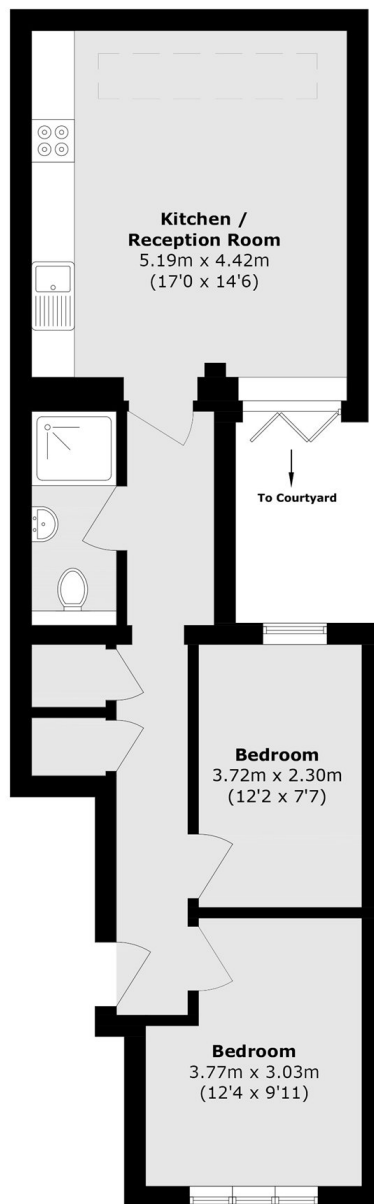 Kitchen /
Reception Room
5.19m x 4.42m
(17'0 x 14'6)
To Courtyard
Bedroom
3.72m x 2.30m
(12'2 x 7'7)
Bedroom
3.77m x 3.03m
(12'4 x 9'11)